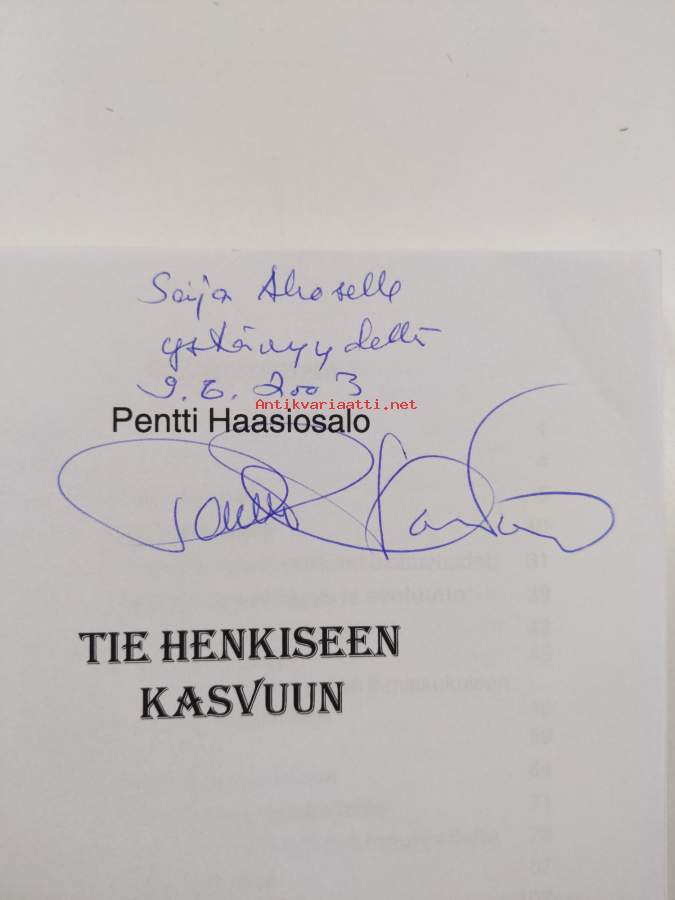 Saija Ahoselle
ystävyydellä
9.6.2003
Antikvariaatti.net
Pentti Haasiosalo
TIE HENKISEEN
KASVUUN